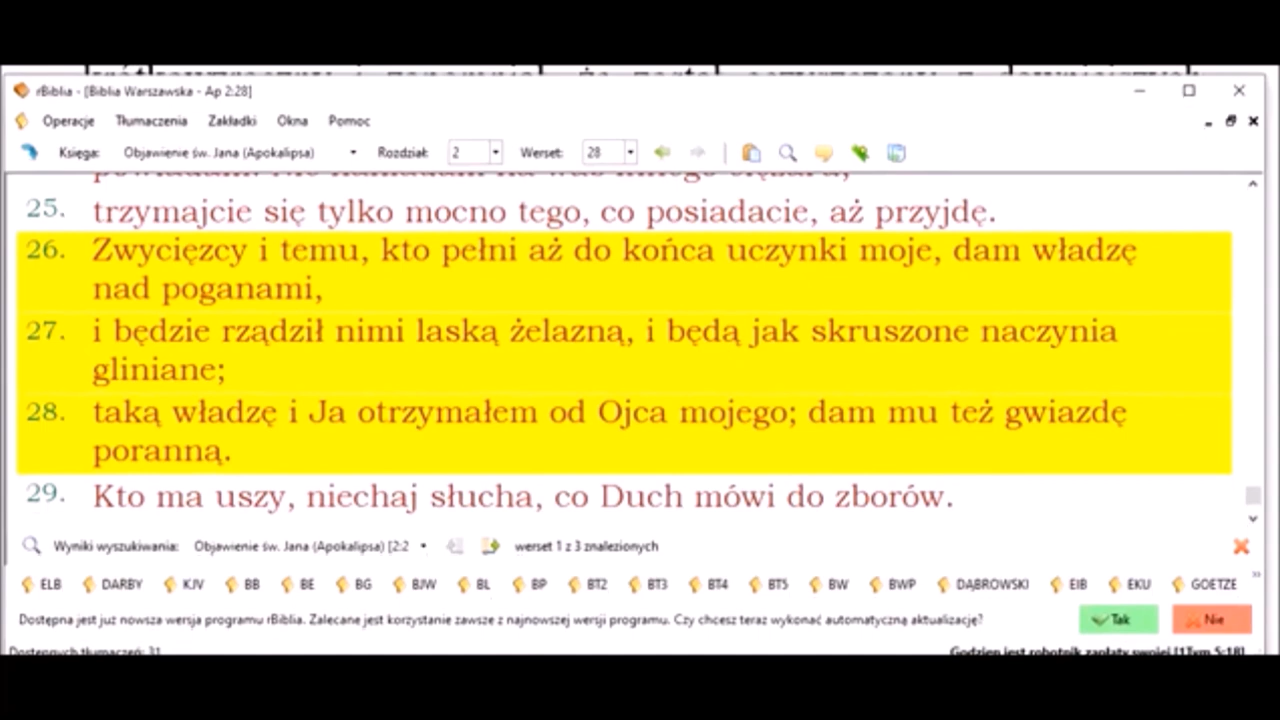 rBiblia - [Biblia Warszawska - Ap 2:28]
Operacje Tłumaczenia Zakładki Okna Pomoc
Księga: Objawienie św. Jana (Apokalipsa) Rozdział: 2 Werset: 28
25. trzymajcie się tylko mocno tego, co posiadacie, aż przyjdę.
26. Zwycięzcy i temu, kto pełni aż do końca uczynki moje, dam władzę
nad poganami,
27. i będzie rządził nimi laską żelazną, i będą jak skruszone naczynia
gliniane;
28. taką władzę i Ja otrzymałem od Ojca mojego; dam mu też gwiazdę
poranną.
29. Kto ma uszy, niechaj słucha, co Duch mówi do zborów.
Wyniki wyszukiwania: Objawienie św. Jana (Apokalipsa) [2:2 werset 1 z 3 znalezionych
ELB DARBY KJV BB BE BG BJW BL BP BT2 BT3 BT4 BT5 BW BWP DĄBROWSKI EIB EKU GOETZE
Dostępna jest już nowsza wersja programu rBiblia. Zalecane jest korzystanie zawsze z najnowszej wersji programu. Czy chcesz teraz wykonać automatyczną aktualizację? Tak Nie
Dostępnych tłumaczeń: 31 Godzien jest robotnik zapłaty swojej [1Tym 5:18]